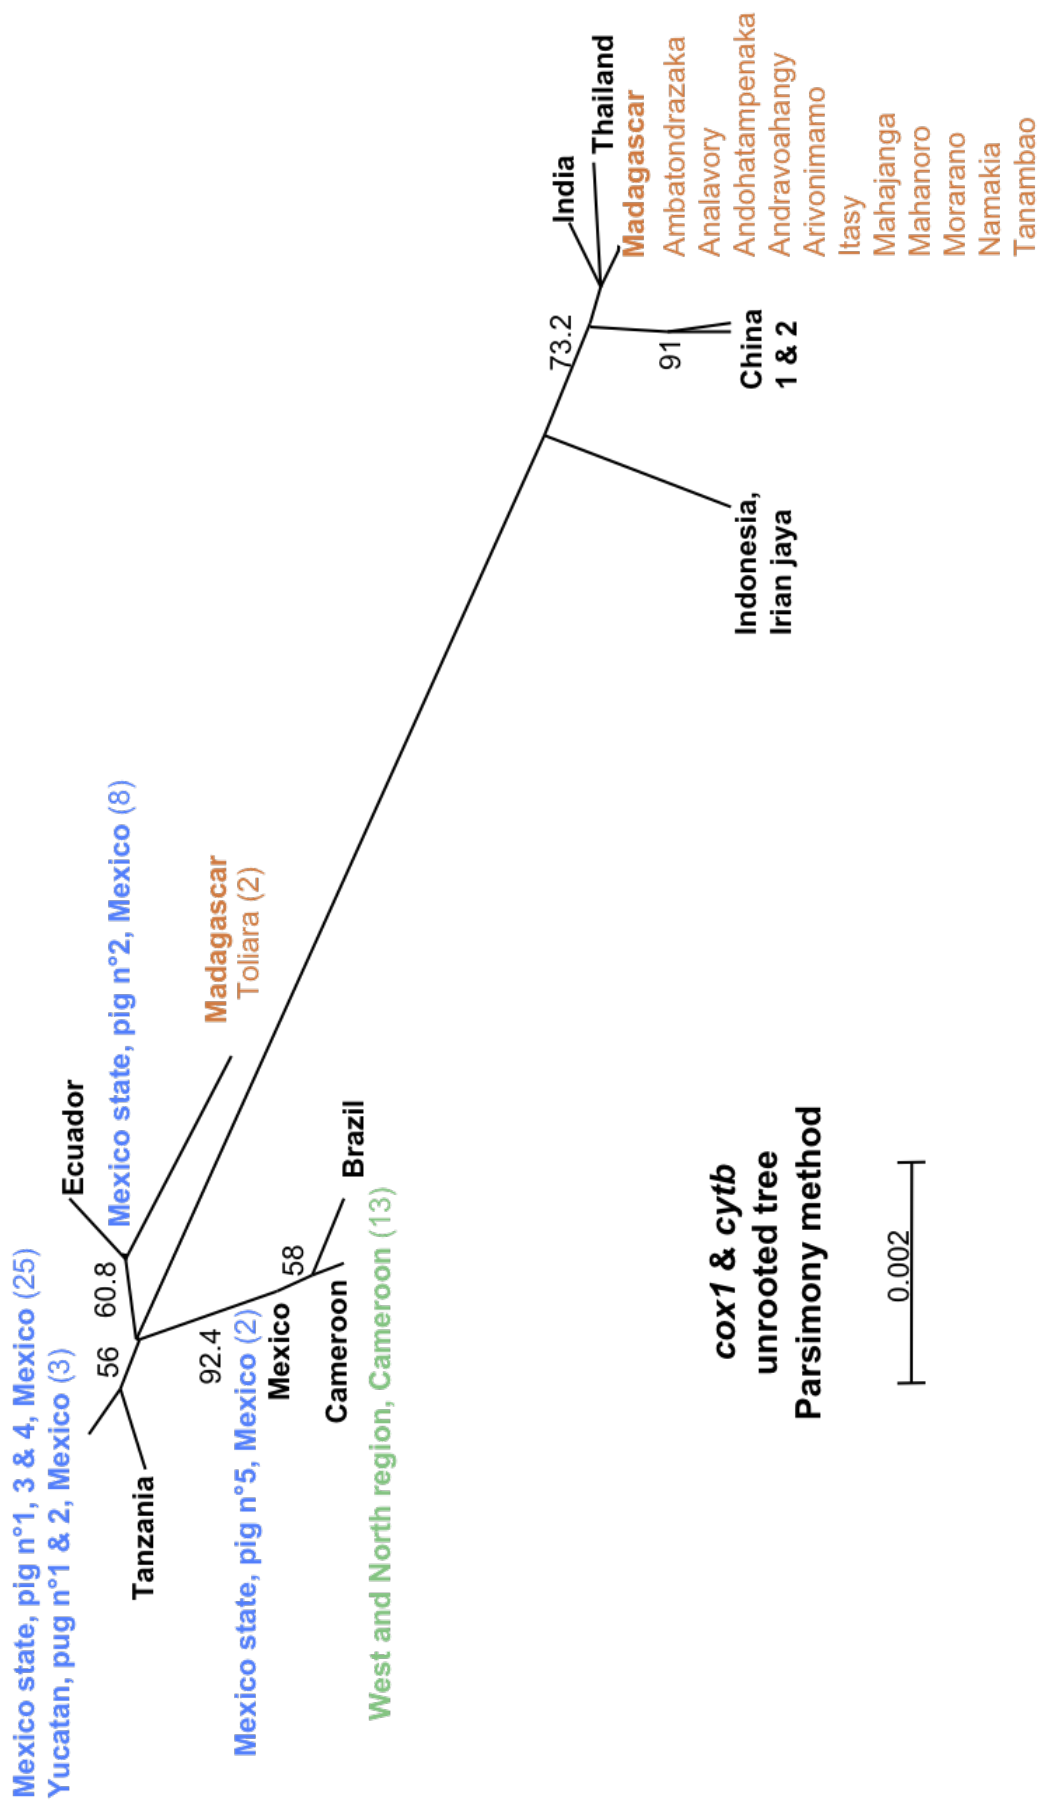 Mexico state, pig n°1, 3 & 4, Mexico (25)
Yucatan, pug n°1 & 2, Mexico (3)
Ecuador
Mexico state, pig n°2, Mexico (8)
60.8
56
Tanzania
Madagascar
Toliara (2)
92.4
Mexico state, pig n°5, Mexico (2)
Mexico
58
Cameroon
Brazil
West and North region, Cameroon (13)
73.2
India
Thailand
Madagascar
Ambatondrazaka
Analavory
Andohatampenaka
Andravoahangy
Arivonimamo
Itasy
Mahajanga
Mahanoro
Morarano
Namakia
Tanambao
91
China
1 & 2
Indonesia,
Irian jaya
cox1 & cytb
unrooted tree
Parsimony method
0.002